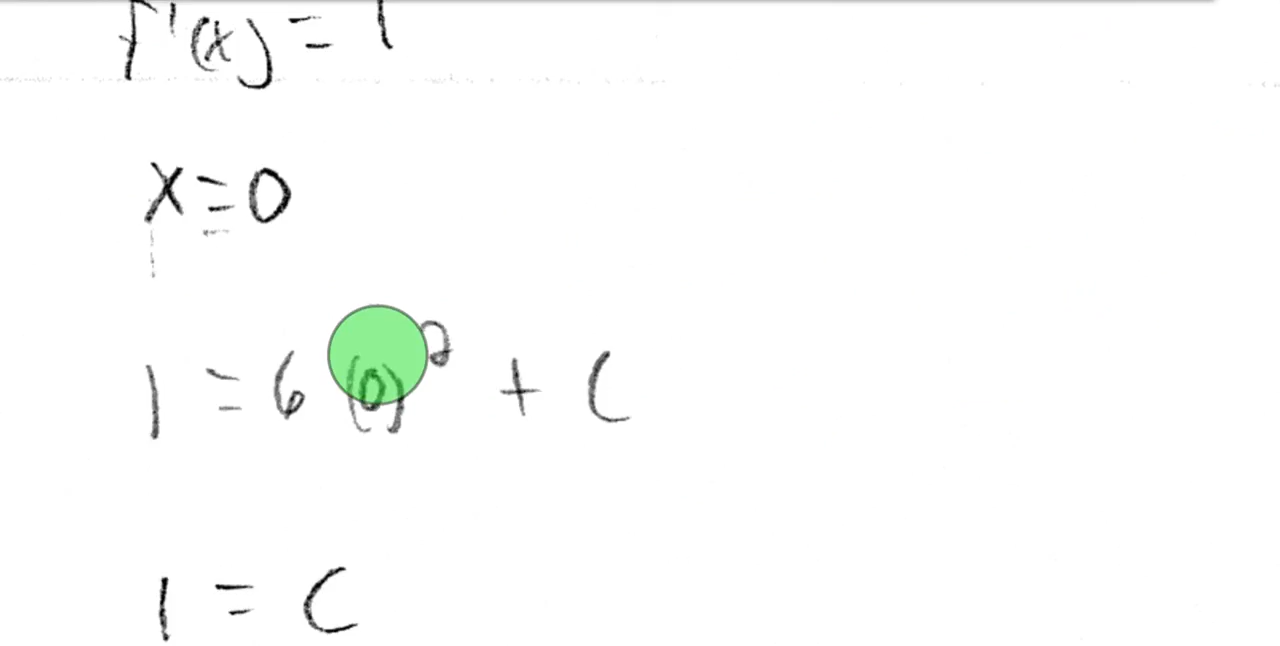 f'(x) = 1
x = 0
1 = 6 (0)² + C
1 = C